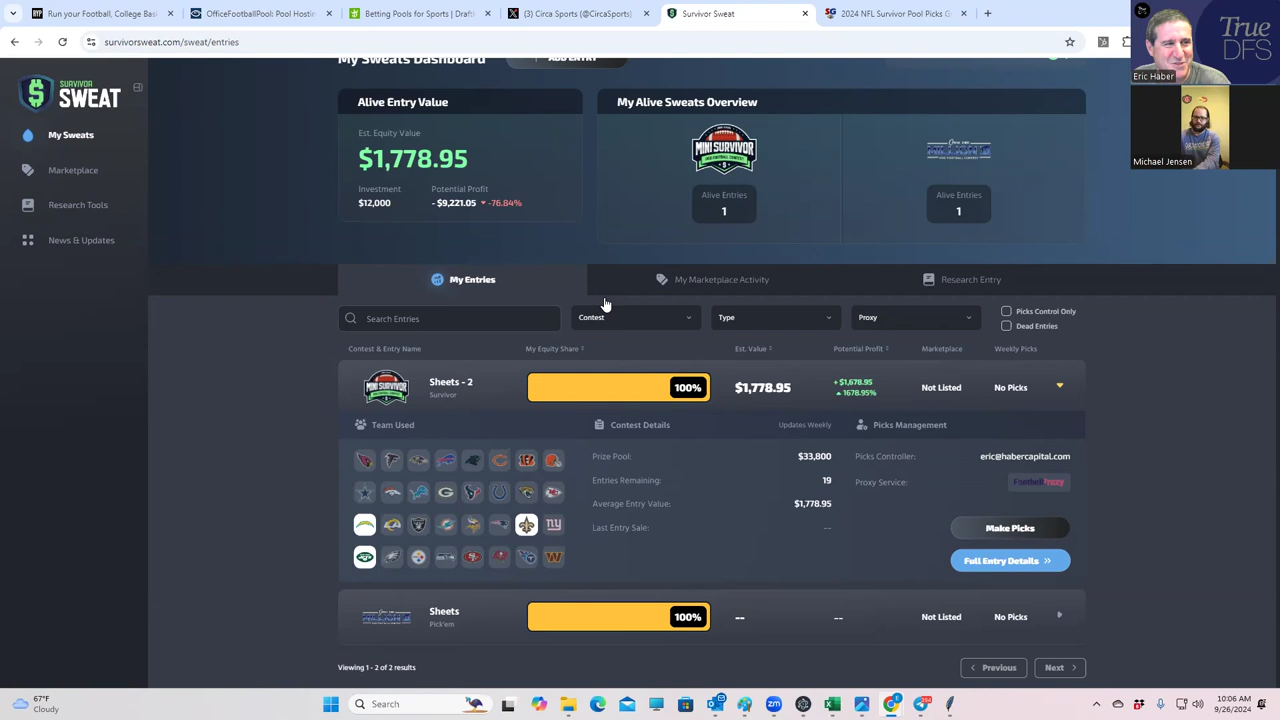 Run your Football, College Bas
OfficeFootballPool: Pool Hostin
Betting Pools for Sports | Draft
(3) Circa Sports (@CircaSports)
Survivor Sweat
2024 NFL Survivor Pool Picks G
survivorsweat.com/sweat/entries
True
DFS
Eric Haber
Michael Jensen
SURVIVOR
SWEAT
My Sweats
Marketplace
Research Tools
News & Updates
My Sweats Dashboard
ADD ENTRY
Alive Entry Value
Est. Equity Value
$1,778.95
Investment
Potential Profit
$12,000
- $9,221.05 -76.84%
My Alive Sweats Overview
MINI SURVIVOR
PRO FOOTBALL CONTEST
Alive Entries
1
Alive Entries
1
My Entries
My Marketplace Activity
Research Entry
Search Entries
Contest
Type
Proxy
Picks Control Only
Dead Entries
Contest & Entry Name
My Equity Share
Est. Value
Potential Profit
Marketplace
Weekly Picks
Sheets - 2
Survivor
100%
$1,778.95
+ $1,678.95
1678.95%
Not Listed
No Picks
Team Used
Contest Details
Updates Weekly
Picks Management
Prize Pool:
$33,800
Entries Remaining:
19
Average Entry Value:
$1,778.95
Last Entry Sale:
--
Picks Controller:
eric@habercapital.com
Proxy Service:
FootballProxy
Make Picks
Full Entry Details
Sheets
Pick'em
100%
--
--
Not Listed
No Picks
Viewing 1 - 2 of 2 results
Previous
Next
67°F
Cloudy
Search
10:06 AM
9/26/2024